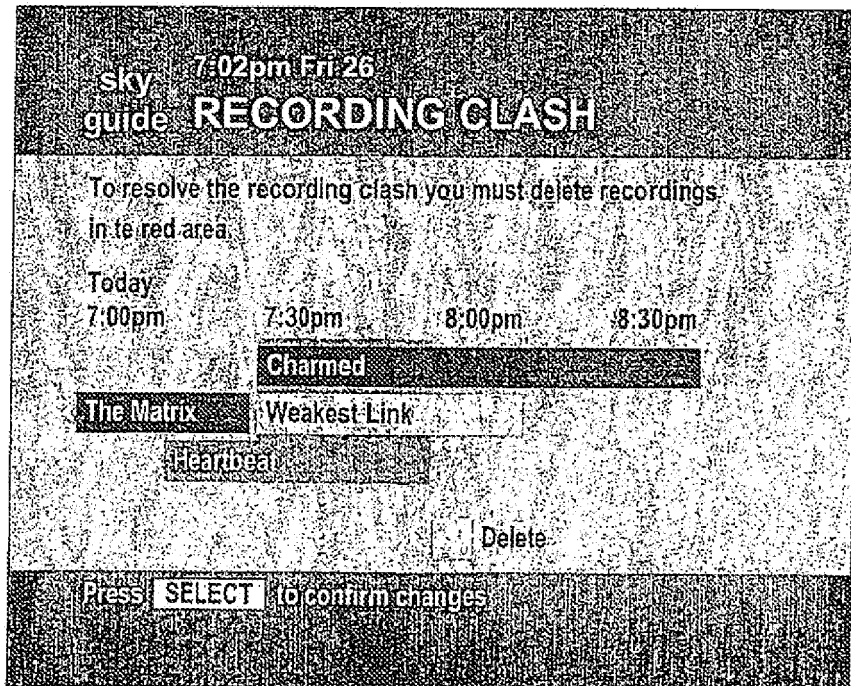 sky guide
7:02pm Fri 26
RECORDING CLASH
To resolve the recording clash you must delete recordings
in te red area.
Today
7:00pm 7:30pm 8:00pm 8:30pm
Charmed
The Matrix Weakest Link
Heartbeat
Delete
Press SELECT to confirm changes